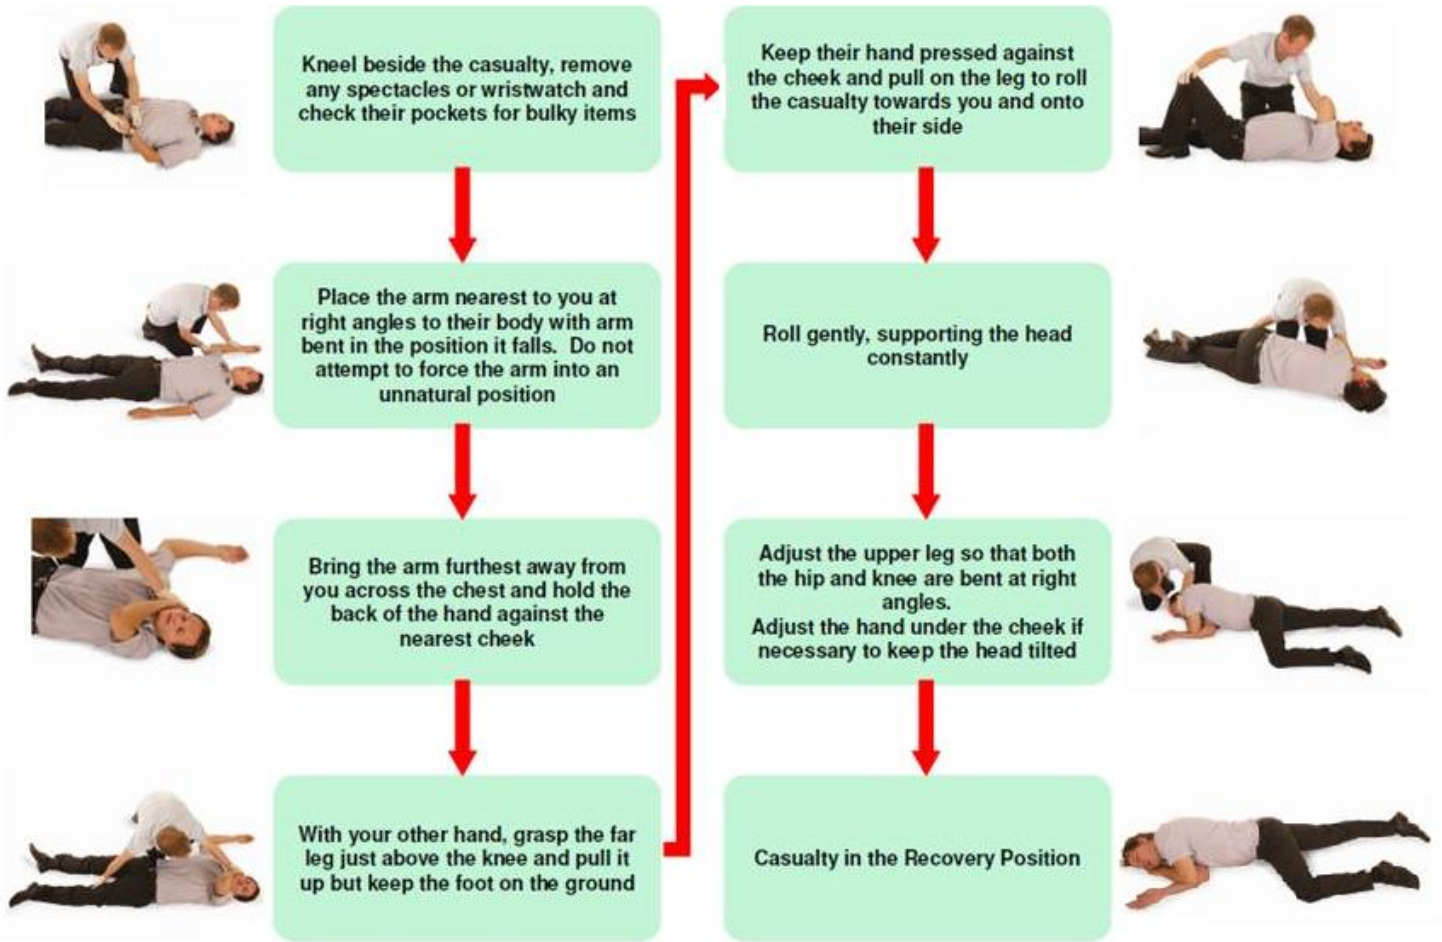 Kneel beside the casualty, remove
any spectacles or wristwatch and
check their pockets for bulky items
Place the arm nearest to you at
right angles to their body with arm
bent in the position it falls.  Do not
attempt to force the arm into an
unnatural position
Bring the arm furthest away from
you across the chest and hold the
back of the hand against the
nearest cheek
With your other hand, grasp the far
leg just above the knee and pull it
up but keep the foot on the ground
Keep their hand pressed against
the cheek and pull on the leg to roll
the casualty towards you and onto
their side
Roll gently, supporting the head
constantly
Adjust the upper leg so that both
the hip and knee are bent at right
angles.
Adjust the hand under the cheek if
necessary to keep the head tilted
Casualty in the Recovery Position